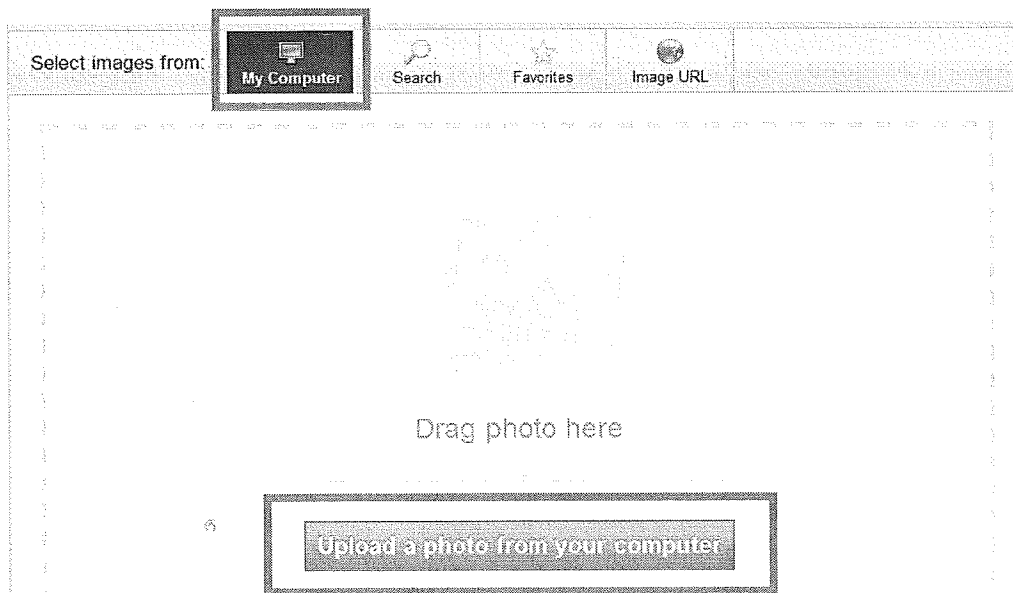 Select images from: My Computer Search Favorites Image URL
Drag photo here
Upload a photo from your computer